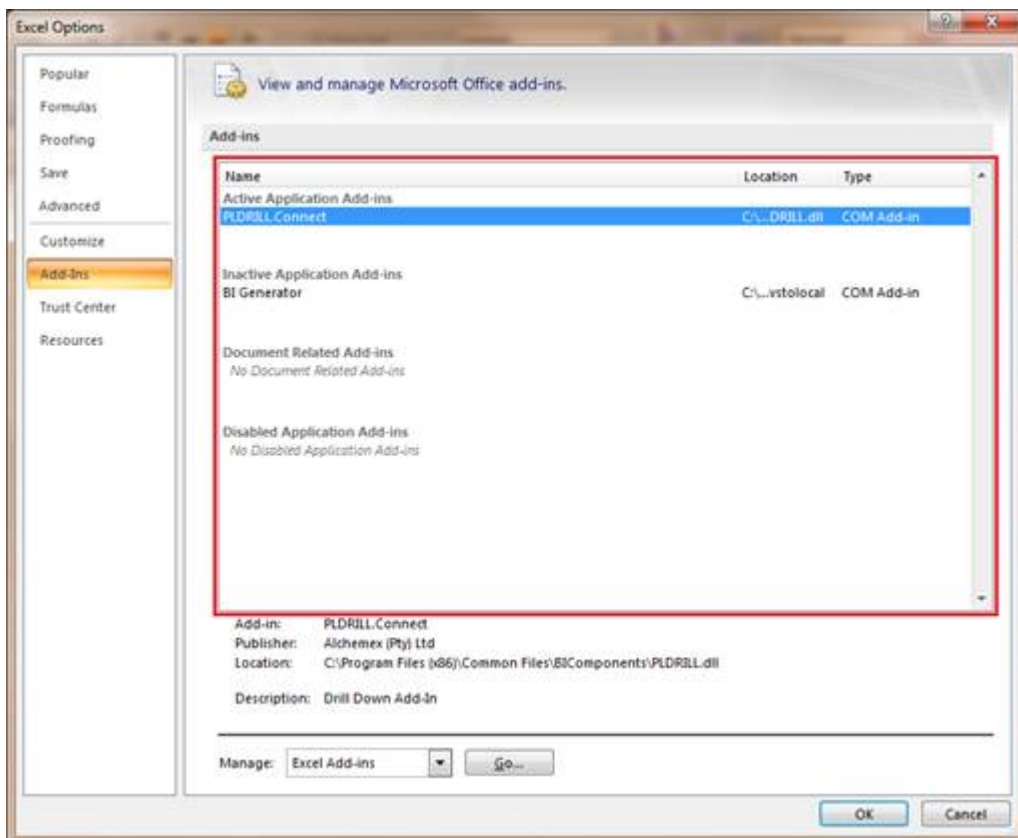 Excel Options
Popular
Formulas
Proofing
Save
Advanced
Customize
Add-Ins
Trust Center
Resources
View and manage Microsoft Office add-ins.
Add-ins
Name Location Type
Active Application Add-ins
PLDRILL.Connect C:\...DRILL.dll COM Add-in
Inactive Application Add-ins
BI Generator C:\...vstolocal COM Add-in
Document Related Add-ins
No Document Related Add-ins
Disabled Application Add-ins
No Disabled Application Add-ins
Add-in: PLDRILL.Connect
Publisher: Alchemex (Pty) Ltd
Location: C:\Program Files (x86)\Common Files\BIComponents\PLDRILL.dll
Description: Drill Down Add-In
Manage: Excel Add-ins Go...
OK Cancel